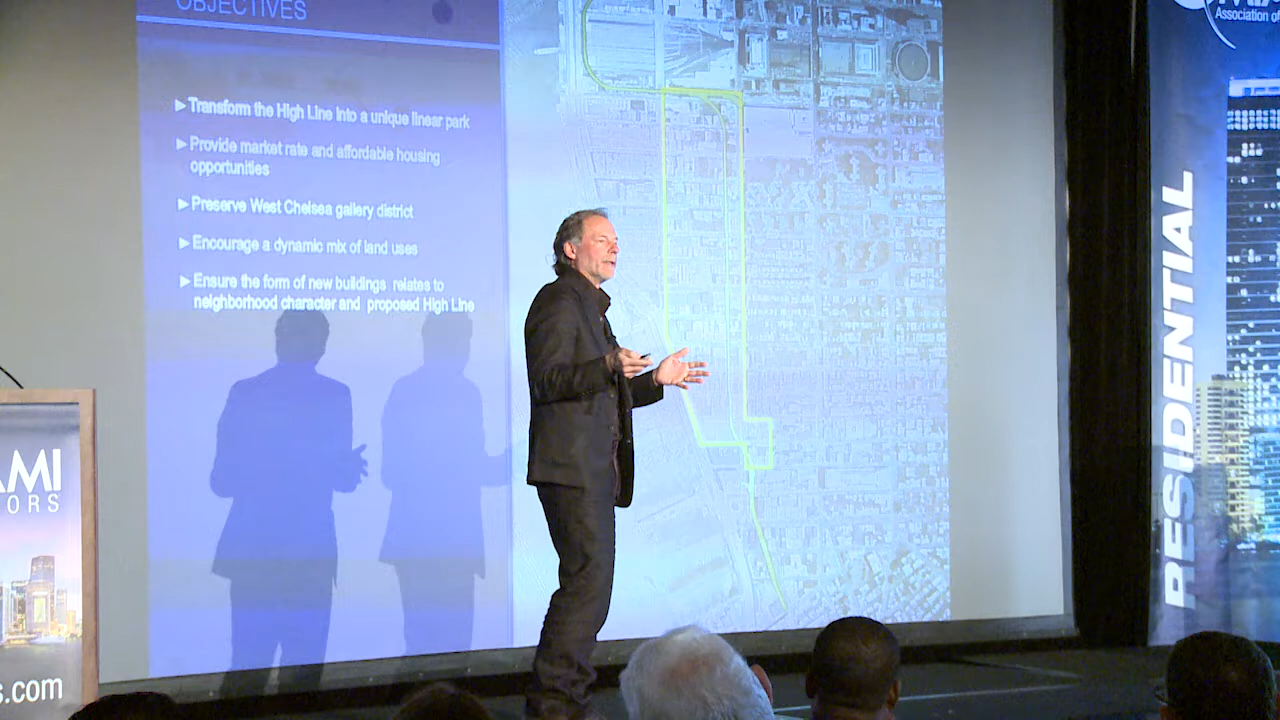 OBJECTIVES
►Transform the High Line into a unique linear park
►Provide market rate and affordable housing
opportunities
►Preserve West Chelsea gallery district
►Encourage a dynamic mix of land uses
►Ensure the form of new buildings relates to
neighborhood character and proposed High Line
AMI
ORS
s.com
Association of
RESIDENTIAL